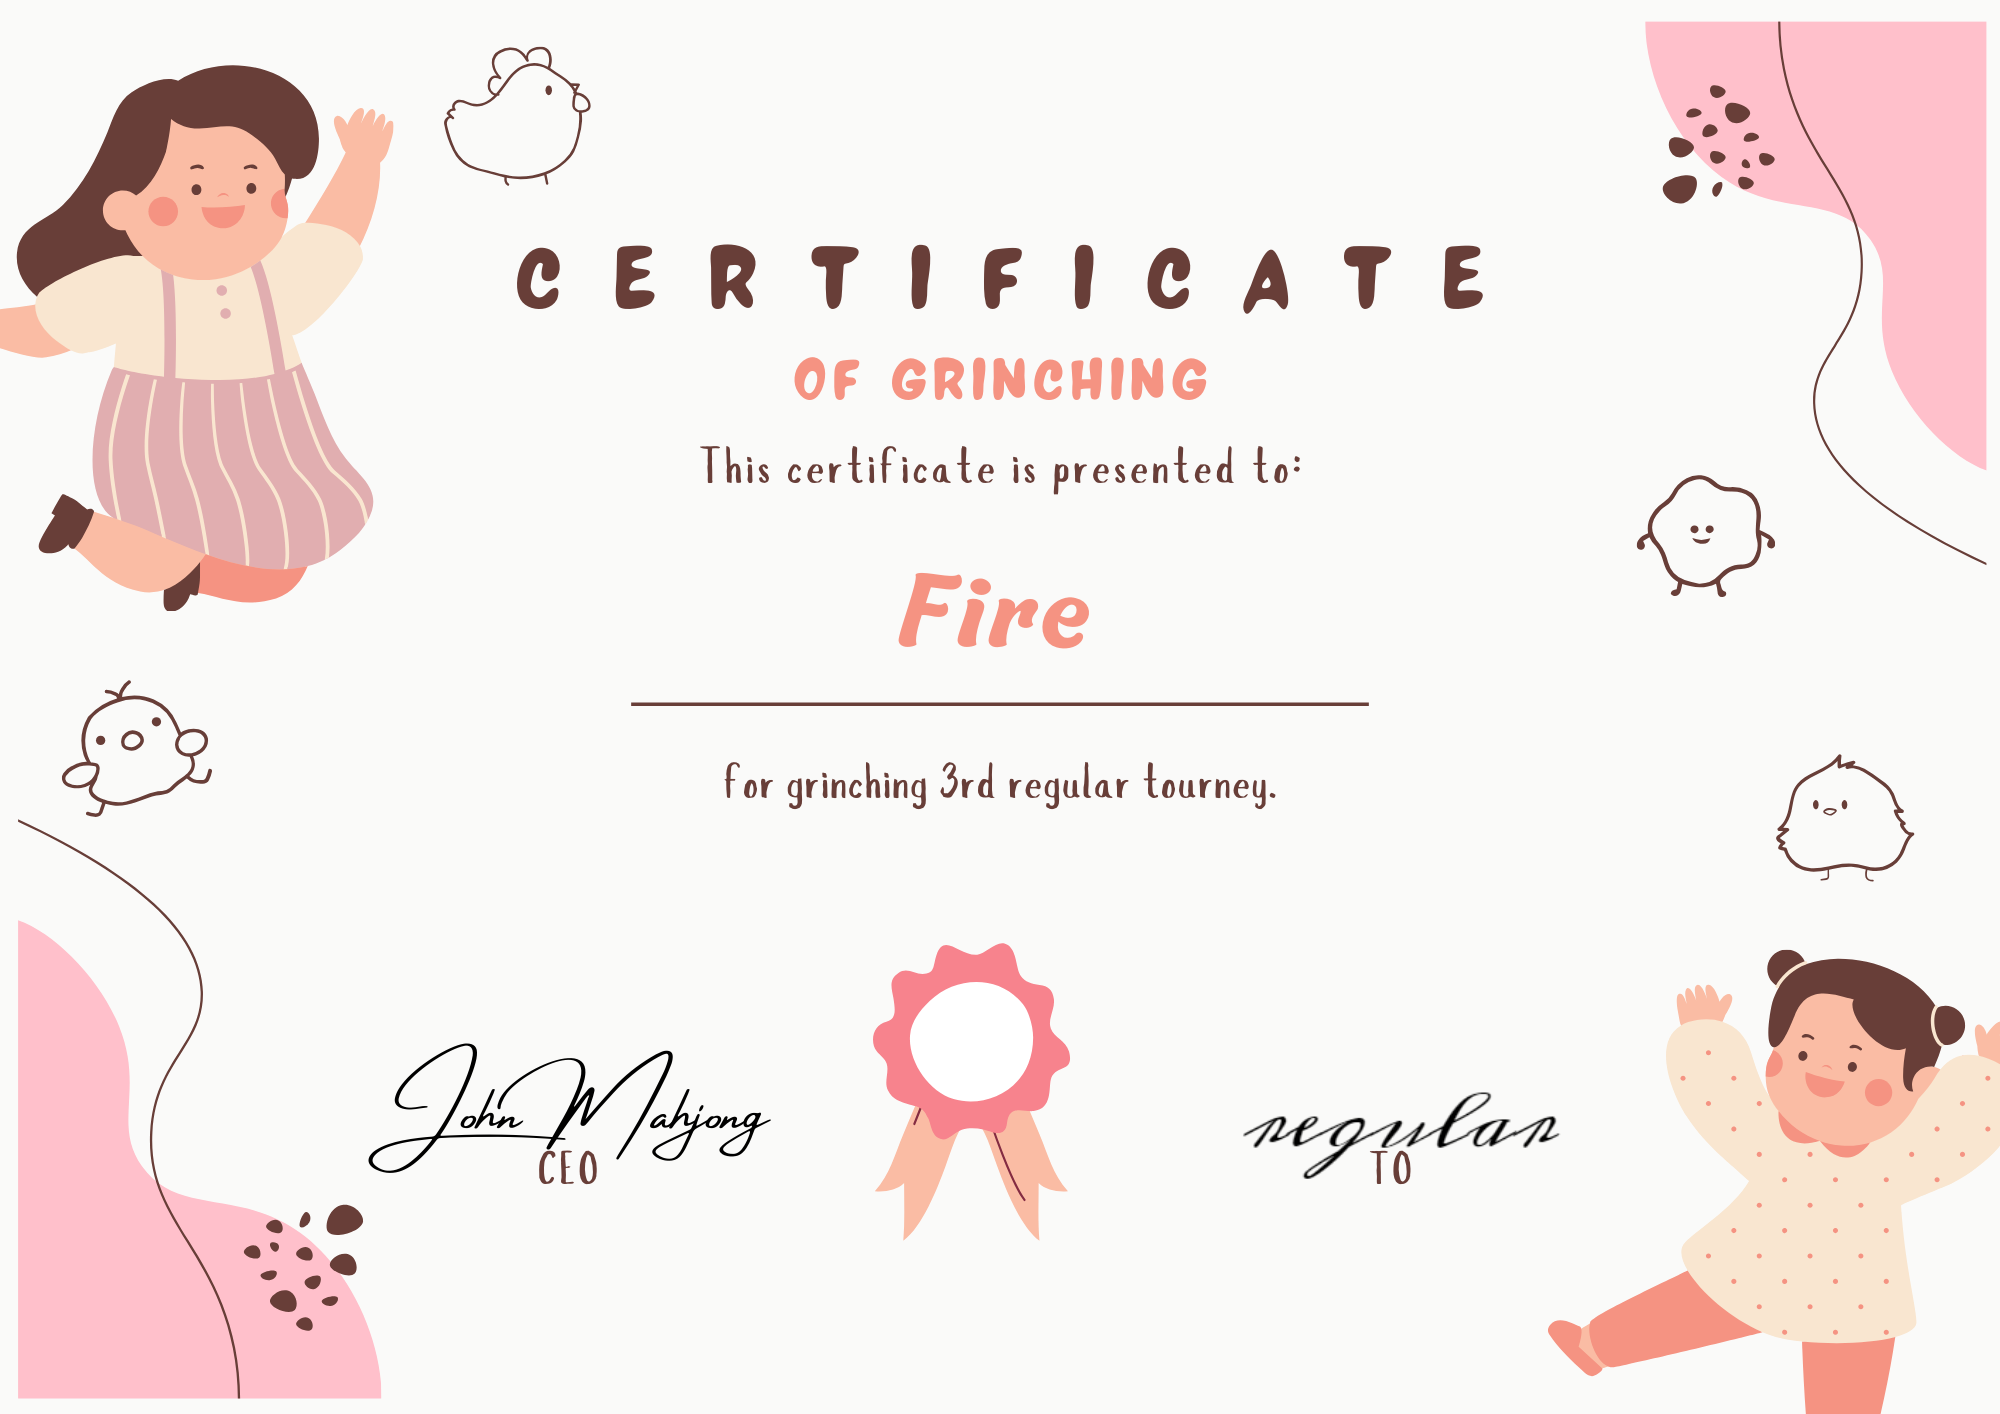 CERTIFICATE
OF GRINCHING
This certificate is presented to:
Fire
for grinching 3rd regular tourney.
John Mahjong
CEO
regular
TO